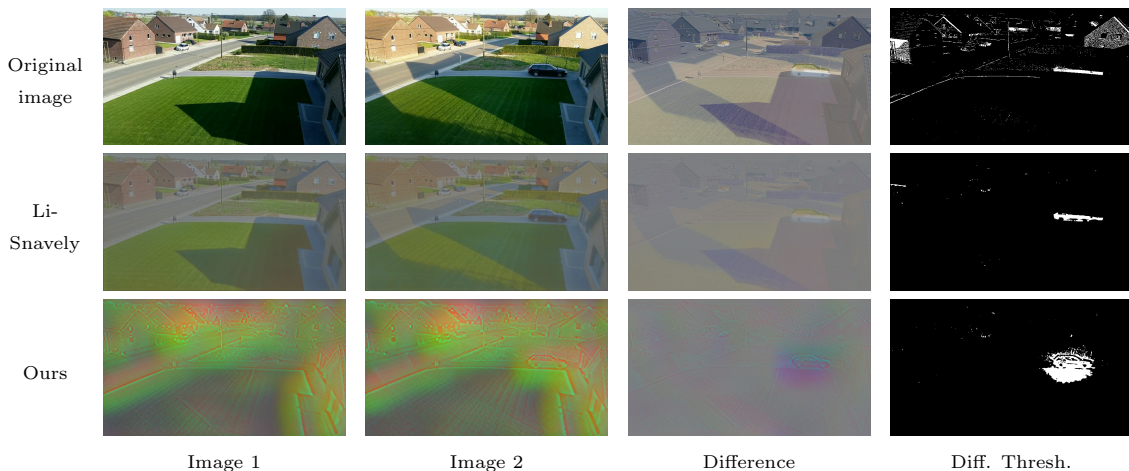 Original
image
Li-
Snavely
Ours
Image 1
Image 2
Difference
Diff. Thresh.